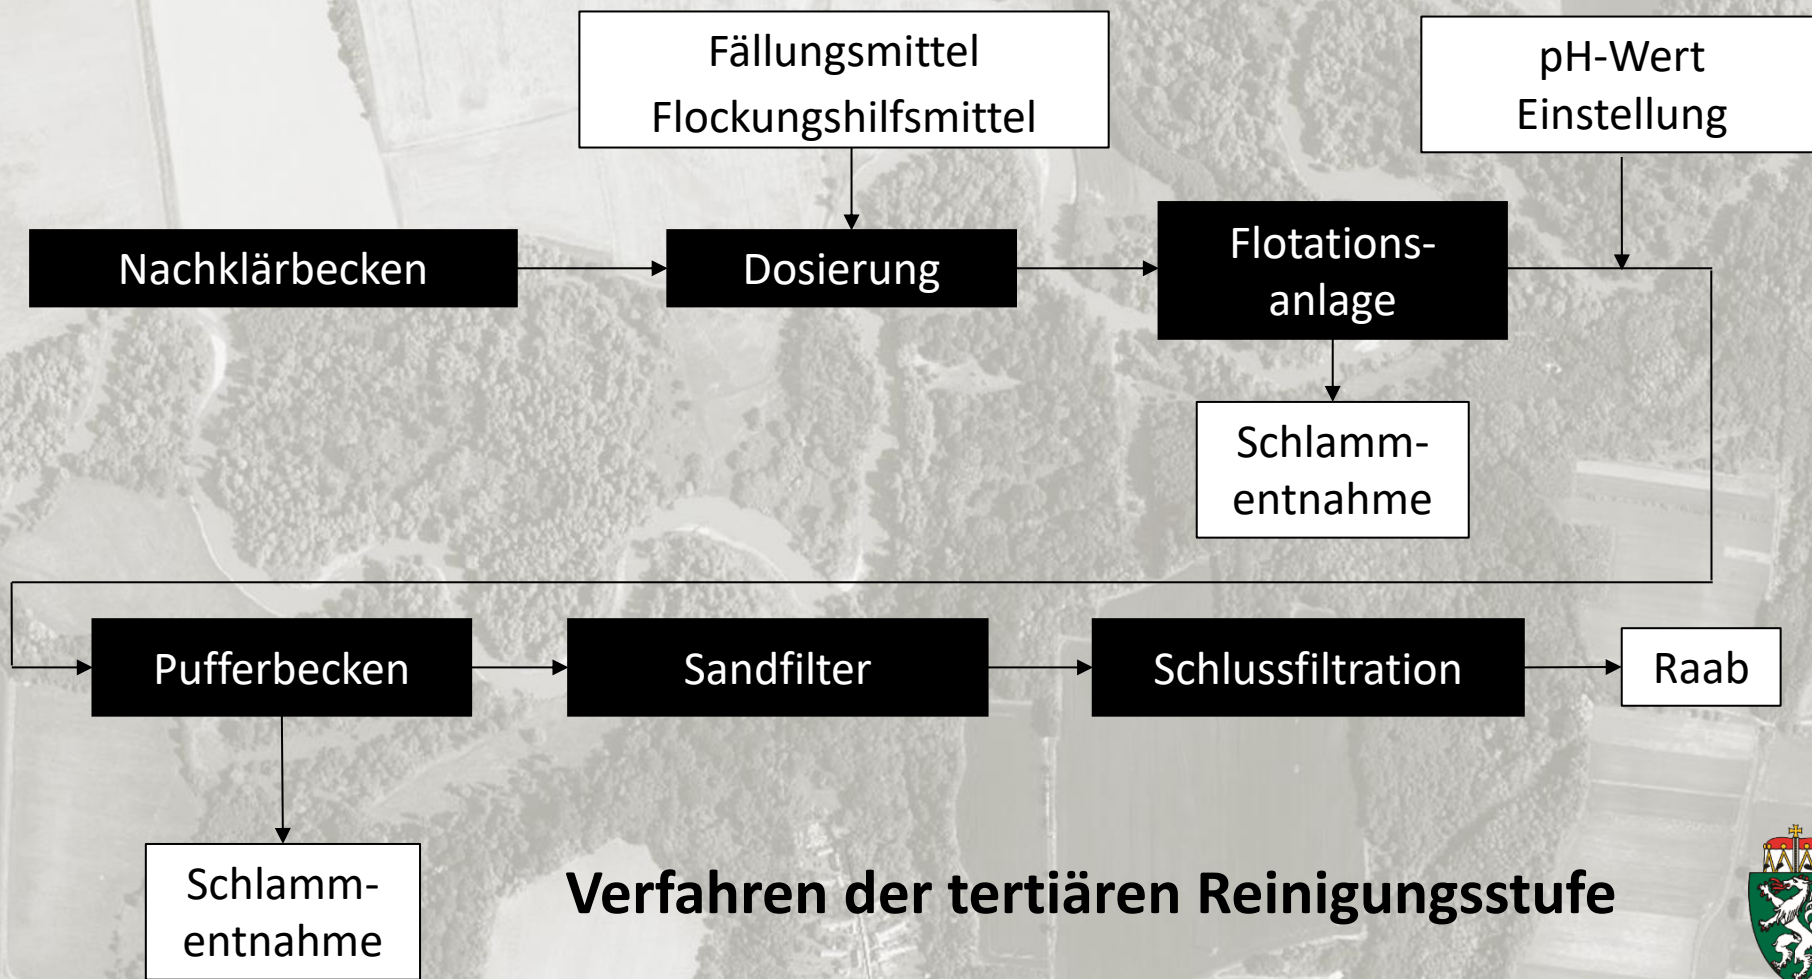 Fällungsmittel
Flockungshilfsmittel
pH-Wert
Einstellung
Nachklärbecken
Dosierung
Flotations-
anlage
Schlamm-
entnahme
Pufferbecken
Sandfilter
Schlussfiltration
Raab
Schlamm-
entnahme
Verfahren der tertiären Reinigungsstufe